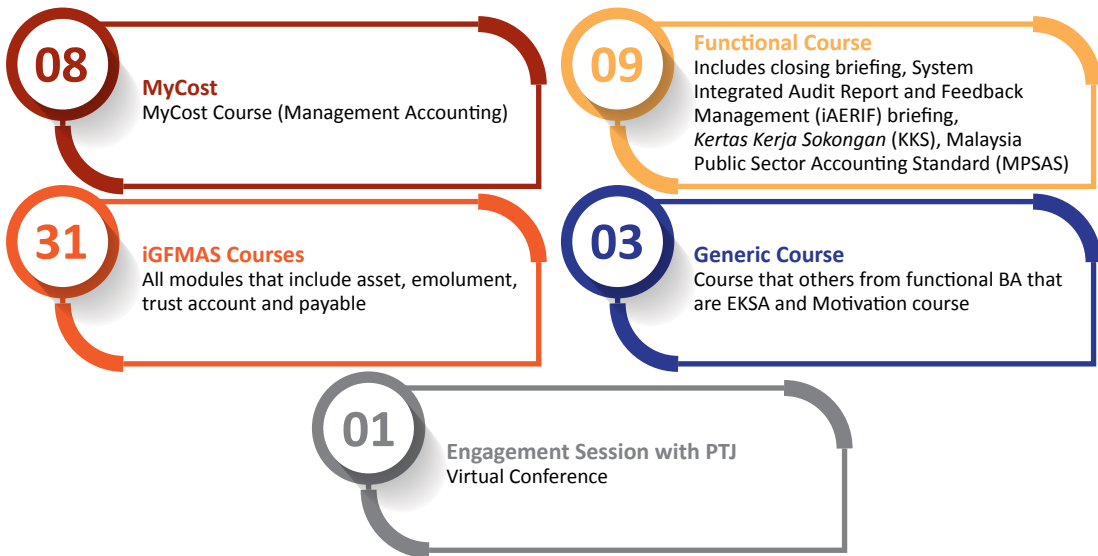 08
MyCost
MyCost Course (Management Accounting)
09
Functional Course
Includes closing briefing, System
Integrated Audit Report and Feedback
Management (iAERIF) briefing,
Kertas Kerja Sokongan (KKS), Malaysia
Public Sector Accounting Standard (MPSAS)
31
iGFMAS Courses
All modules that include asset, emolument,
trust account and payable
03
Generic Course
Course that others from functional BA that
are EKSA and Motivation course
01
Engagement Session with PTJ
Virtual Conference